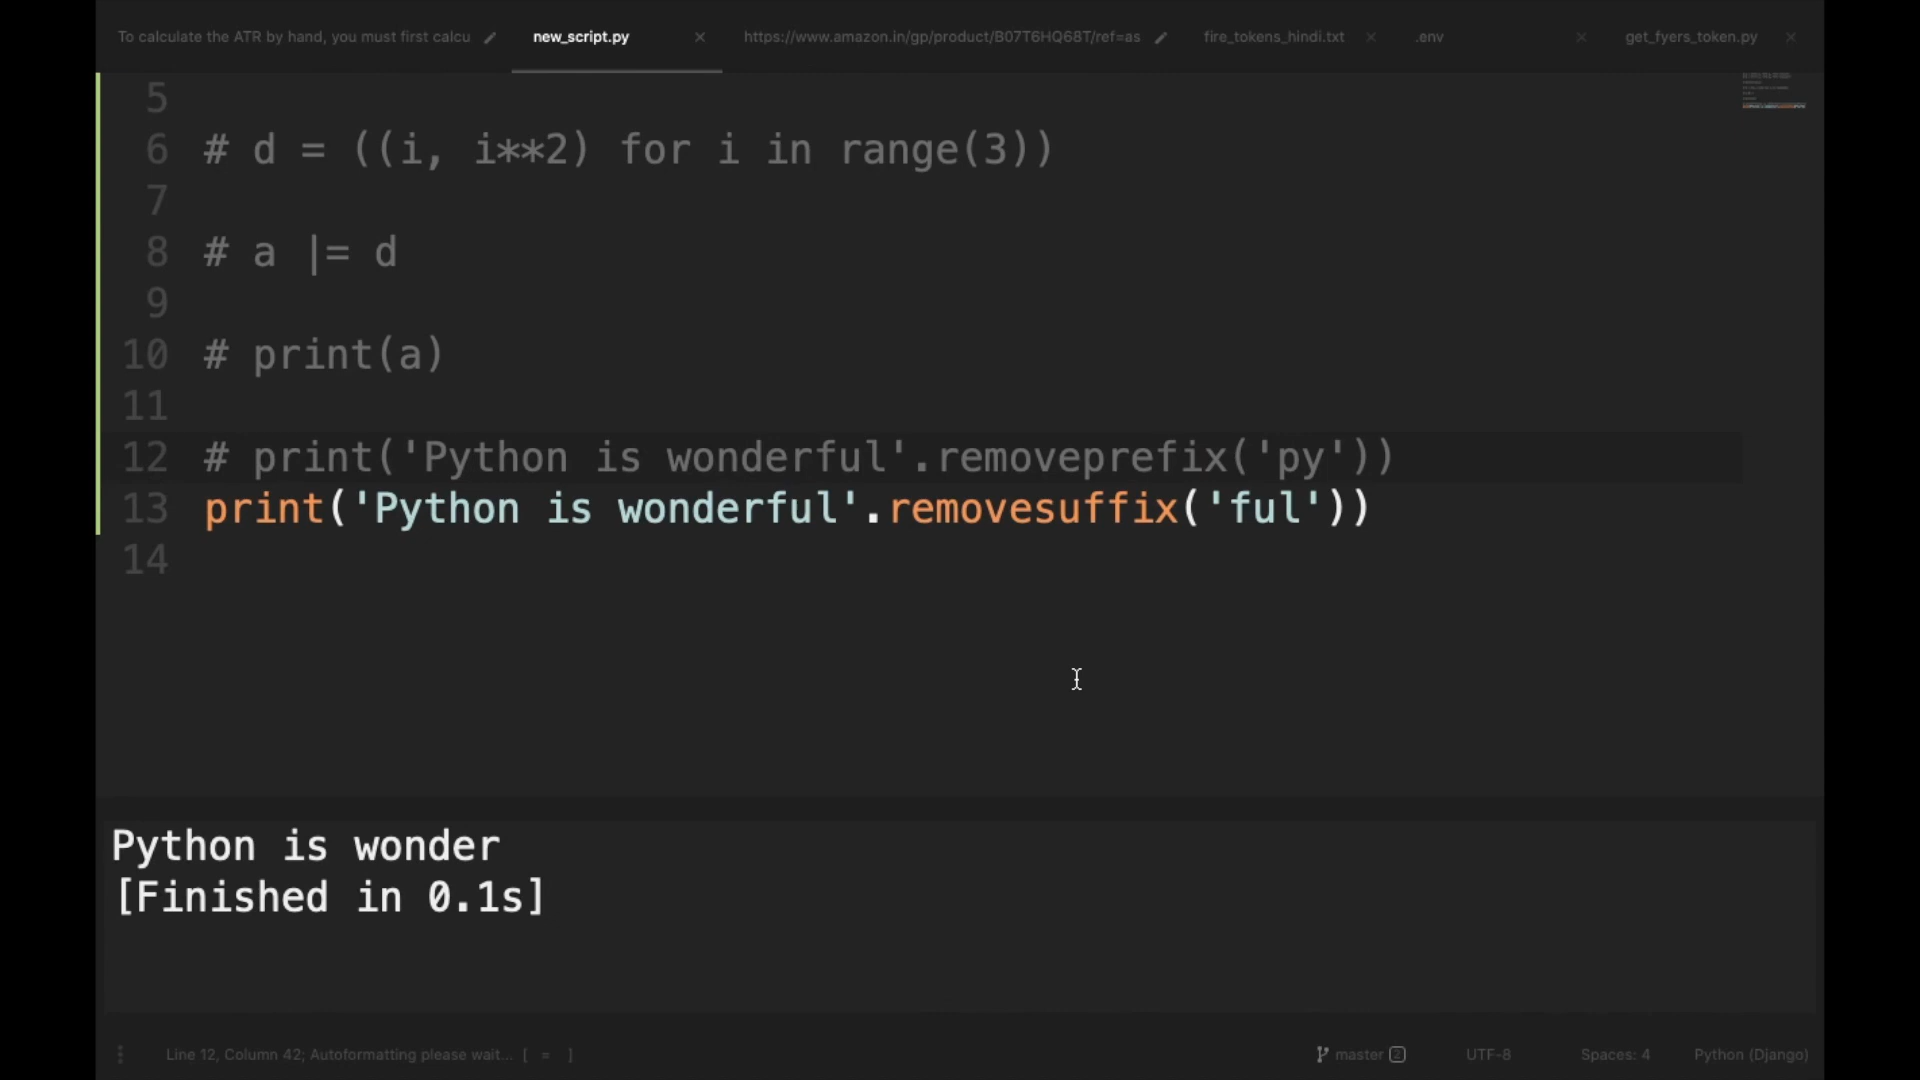 To calculate the ATR by hand, you must first calcu
new_script.py
https://www.amazon.in/gp/product/B07T6HQ68T/ref=as
fire_tokens_hindi.txt
.env
get_fyers_token.py
5
6 # d = ((i, i**2) for i in range(3))
7
8 # a |= d
9
10 # print(a)
11
12 # print('Python is wonderful'.removeprefix('py'))
13 print('Python is wonderful'.removesuffix('ful'))
14
Python is wonder
[Finished in 0.1s]
Line 12, Column 42; Autoformatting please wait... [ = ]
master 2
UTF-8
Spaces: 4
Python (Django)